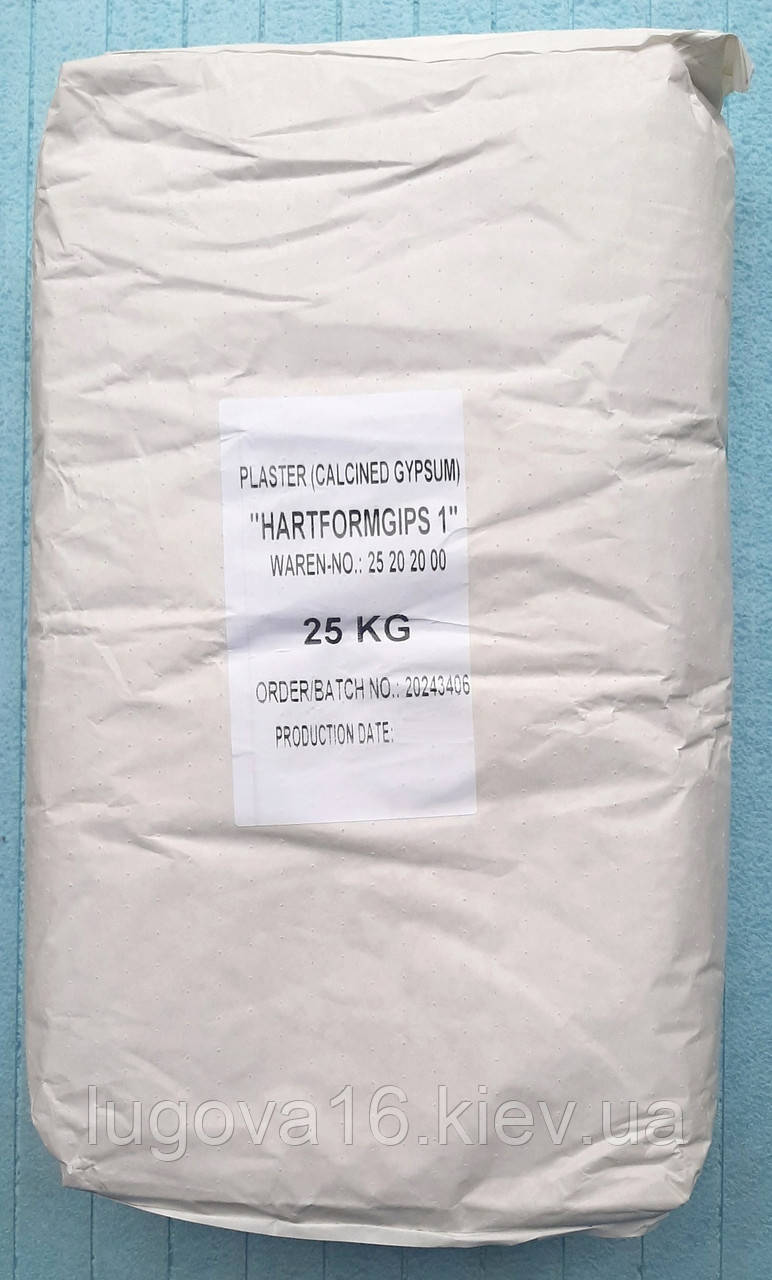 PLASTER (CALCINED GYPSUM)
"HARTFORMGIPS 1"
WAREN-NO.: 25 20 20 00
25 KG
ORDER/BATCH NO.: 20243406
PRODUCTION DATE:
lugova16.kiev.ua